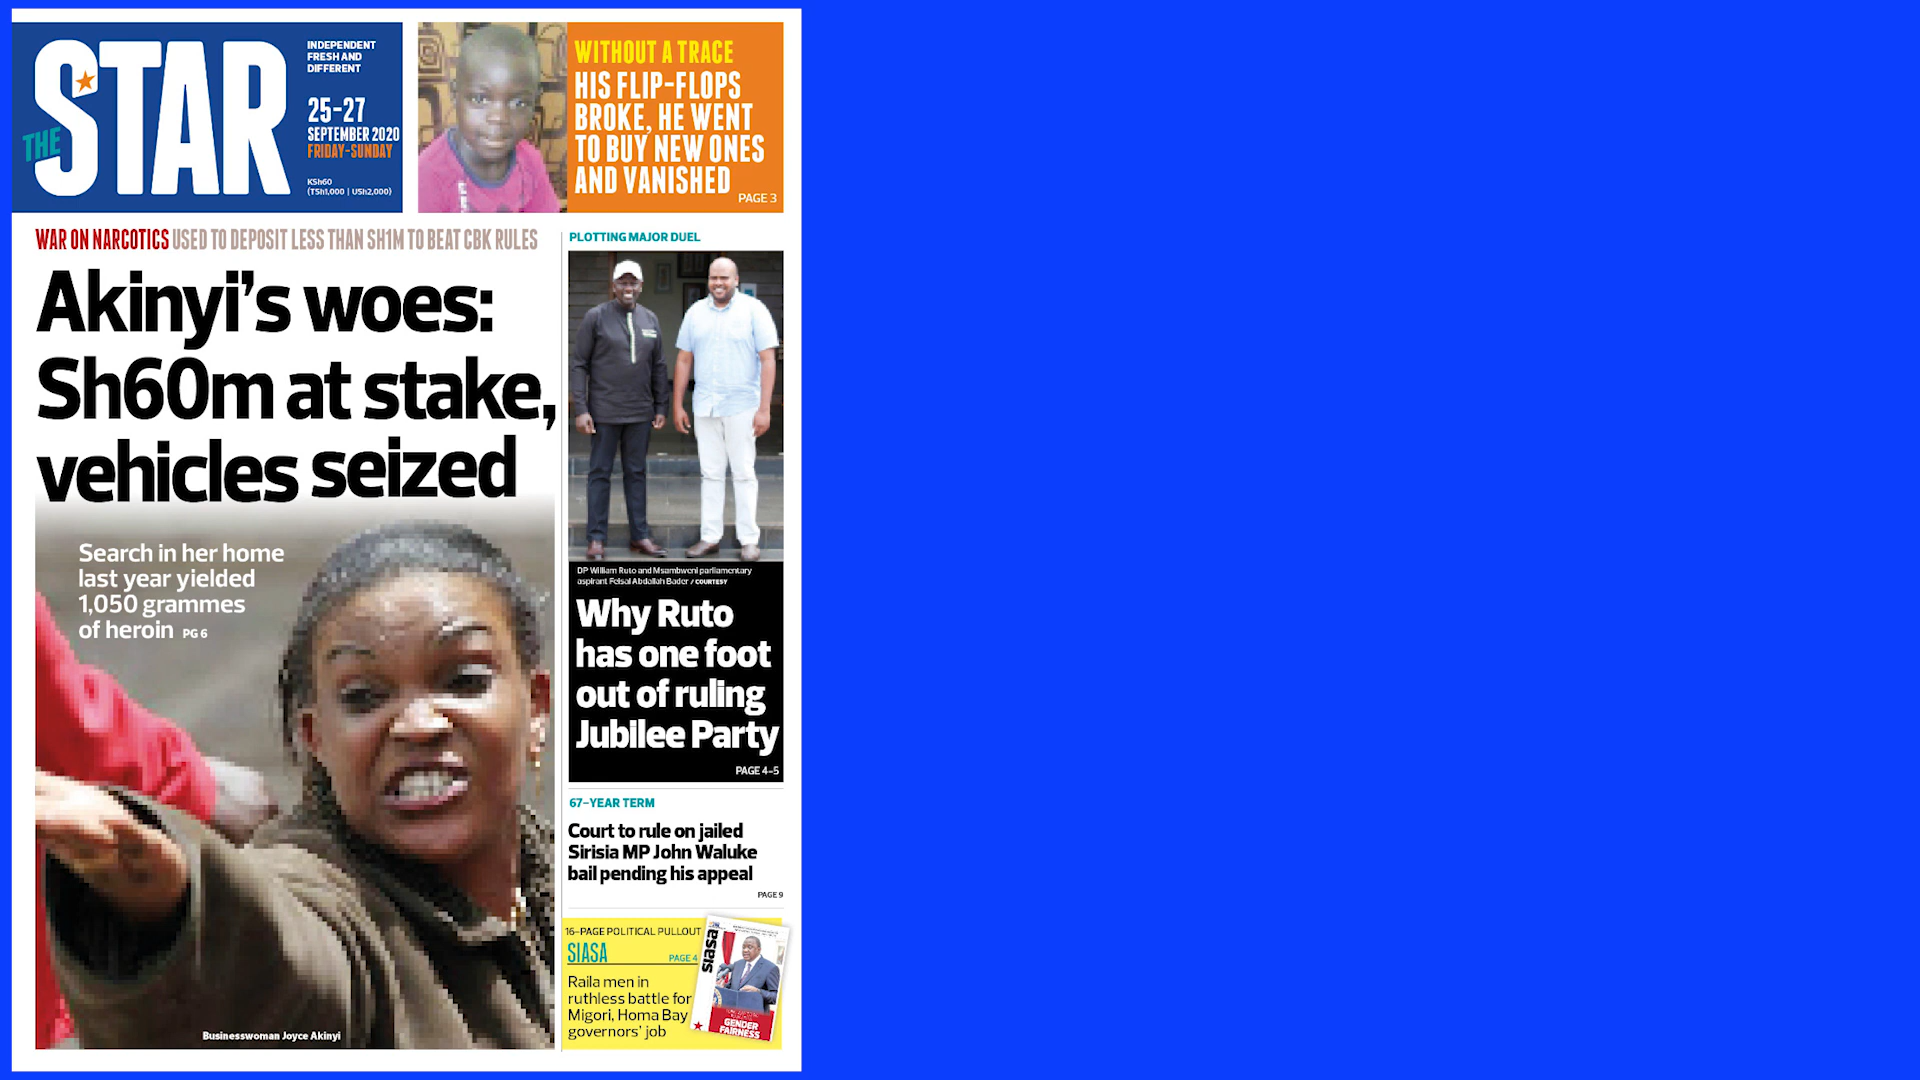 THE STAR
INDEPENDENT
FRESH AND
DIFFERENT
25-27
SEPTEMBER 2020
FRIDAY-SUNDAY
KSh60
(TSh1,000 | USh2,000)
WITHOUT A TRACE
HIS FLIP-FLOPS
BROKE, HE WENT
TO BUY NEW ONES
AND VANISHED
PAGE 3
WAR ON NARCOTICS USED TO DEPOSIT LESS THAN SH1M TO BEAT CBK RULES
Akinyi's woes:
Sh60m at stake,
vehicles seized
Search in her home
last year yielded
1,050 grammes
of heroin PG 6
Businesswoman Joyce Akinyi
PLOTTING MAJOR DUEL
DP William Ruto and Msambweni parliamentary
aspirant Feisal Abdallah Bader / COURTESY
Why Ruto
has one foot
out of ruling
Jubilee Party
PAGE 4-5
67-YEAR TERM
Court to rule on jailed
Sirisia MP John Waluke
bail pending his appeal
PAGE 9
16-PAGE POLITICAL PULLOUT
SIASA
PAGE 4
Raila men in
ruthless battle for
Migori, Homa Bay
governors' job
siasa
GENDER
FAIRNESS